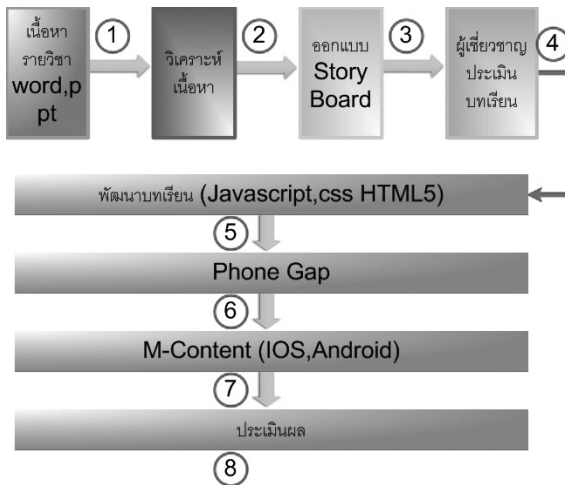 เนื้อหา
รายวิชา
word,p
pt
1
วิเคราะห์
เนื้อหา
2
ออกแบบ
Story
Board
3
ผู้เชี่ยวชาญ
ประเมิน
บทเรียน
4
พัฒนาบทเรียน (Javascript,css HTML5)
5
Phone Gap
6
M-Content (IOS,Android)
7
ประเมินผล
8